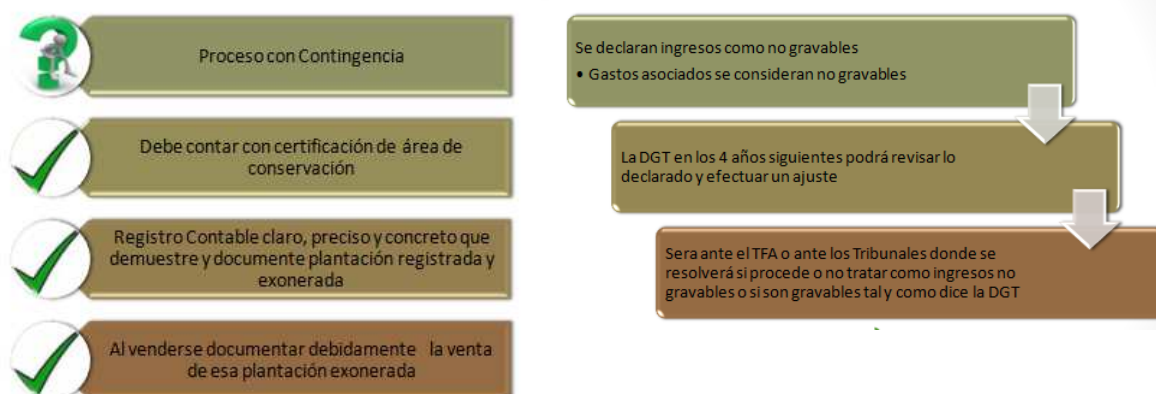 Proceso con Contingencia
Debe contar con certificación de área de
conservación
Registro Contable claro, preciso y concreto que
demuestre y documente plantación registrada y
exonerada
Al venderse documentar debidamente la venta
de esa plantación exonerada
Se declaran ingresos como no gravables
• Gastos asociados se consideran no gravables
La DGT en los 4 años siguientes podrá revisar lo
declarado y efectuar un ajuste
Sera ante el TFA o ante los Tribunales donde se
resolverá si procede o no tratar como ingresos no
gravables o si son gravables tal y como dice la DGT